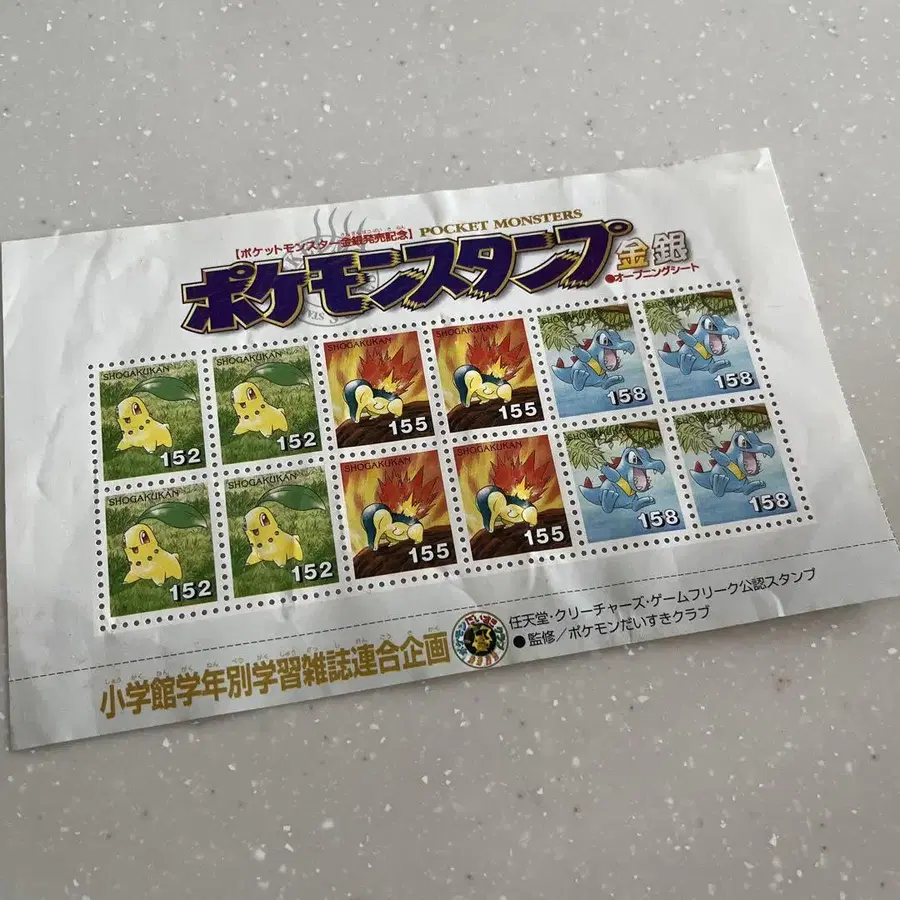 POCKET MONSTERS
【ポケットモンスター金銀発売記念】
ポケモンスタンプ金銀
●オープニングシート
SHOGAKUKAN SHOGAKUKAN SHOGAKUKAN SHOGAKUKAN
152 152 155 155 158 158
SHOGAKUKAN SHOGAKUKAN SHOGAKUKAN SHOGAKUKAN
152 152 155 155 158 158
任天堂・クリーチャーズ・ゲームフリーク公認スタンプ
●監修/ポケモンだいすきクラブ
小学館学年別学習雑誌連合企画